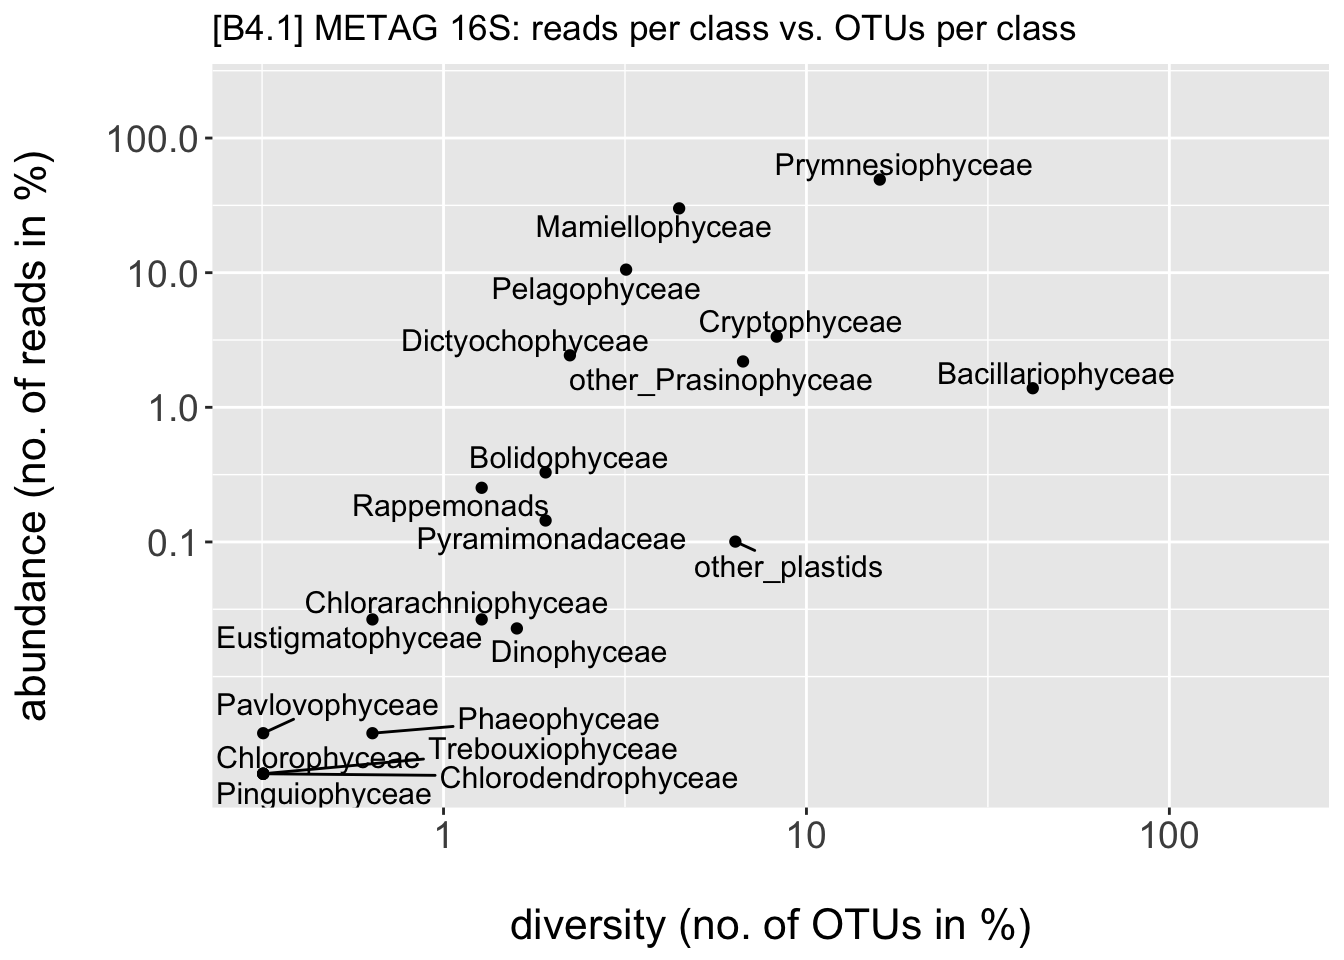 [B4.1] METAG 16S: reads per class vs. OTUs per class
abundance (no. of reads in %)
100.0
10.0
1.0
0.1
Prymnesiophyceae
Mamiellophyceae
Pelagophyceae
Cryptophyceae
Dictyochophyceae
other_Prasinophyceae
Bacillariophyceae
Bolidophyceae
Rappemonads
Pyramimonadaceae
other_plastids
Chlorarachniophyceae
Eustigmatophyceae
Dinophyceae
Pavlovophyceae
Phaeophyceae
Trebouxiophyceae
Chlorophyceae
Chlorodendrophyceae
Pinguiophyceae
1
10
100
diversity (no. of OTUs in %)